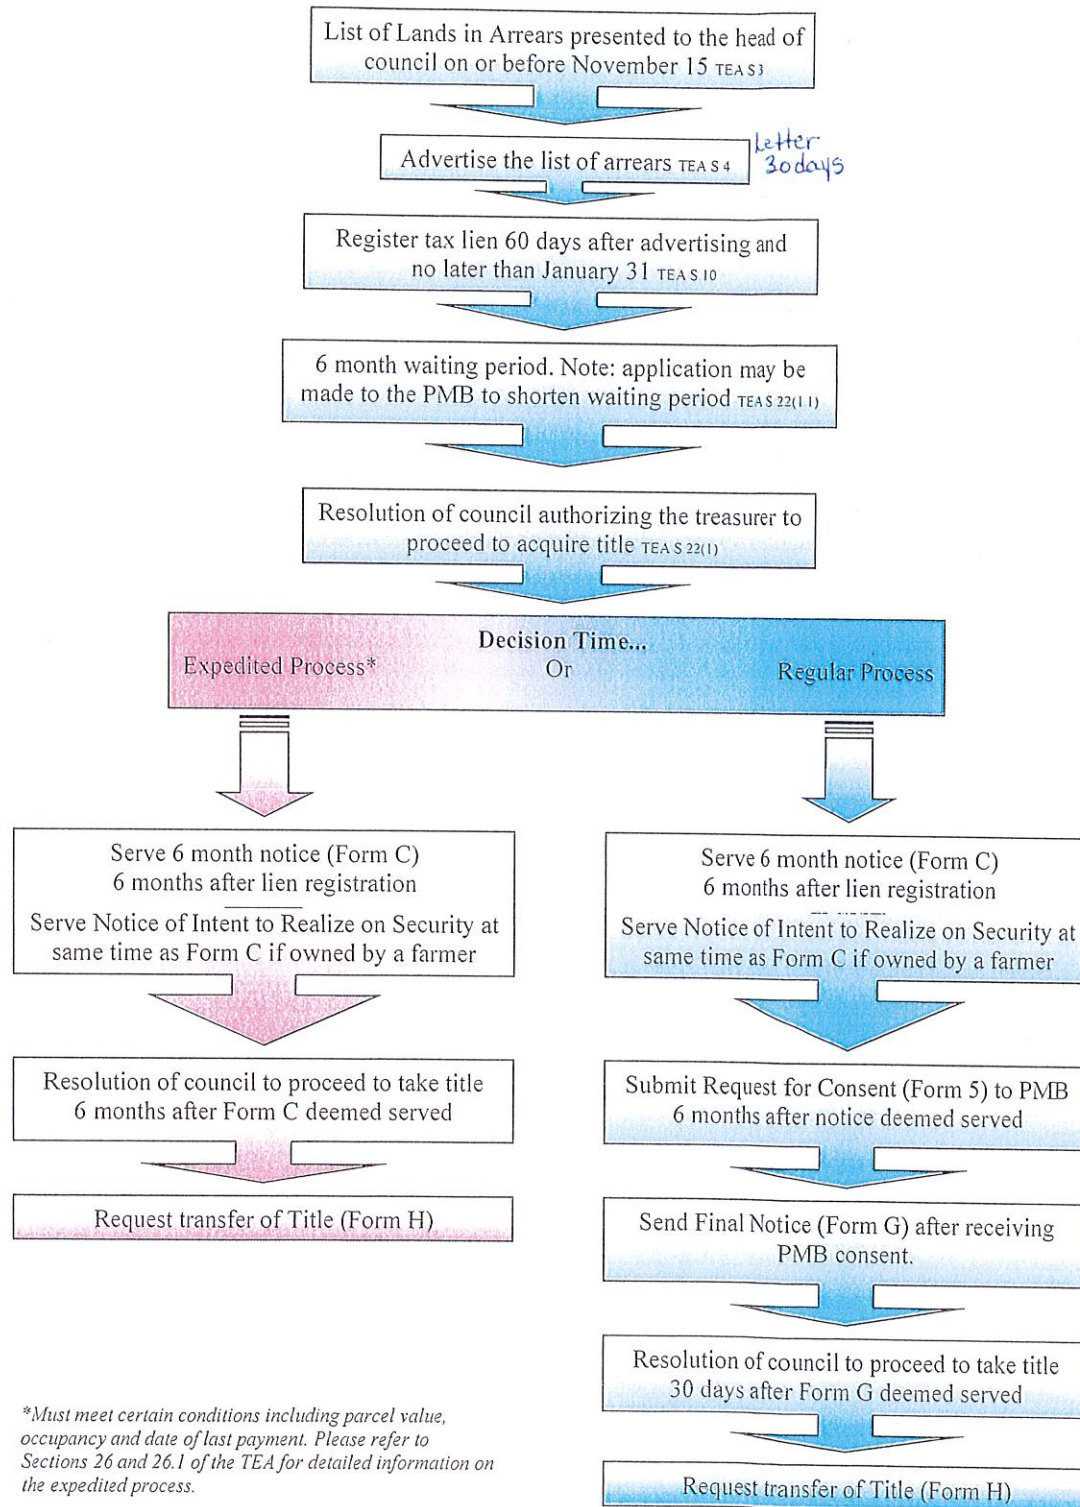 List of Lands in Arrears presented to the head of
council on or before November 15 TEA S 3
Advertise the list of arrears TEA S 4
Letter
30 days
Register tax lien 60 days after advertising and
no later than January 31 TEA S 10
6 month waiting period. Note: application may be
made to the PMB to shorten waiting period TEA S 22(1 1)
Resolution of council authorizing the treasurer to
proceed to acquire title TEA S 22(1)
Decision Time...
Expedited Process*
Or
Regular Process
Serve 6 month notice (Form C)
6 months after lien registration
Serve Notice of Intent to Realize on Security at
same time as Form C if owned by a farmer
Resolution of council to proceed to take title
6 months after Form C deemed served
Request transfer of Title (Form H)
Serve 6 month notice (Form C)
6 months after lien registration
Serve Notice of Intent to Realize on Security at
same time as Form C if owned by a farmer
Submit Request for Consent (Form 5) to PMB
6 months after notice deemed served
Send Final Notice (Form G) after receiving
PMB consent.
Resolution of council to proceed to take title
30 days after Form G deemed served
Request transfer of Title (Form H)
*Must meet certain conditions including parcel value,
occupancy and date of last payment. Please refer to
Sections 26 and 26.1 of the TEA for detailed information on
the expedited process.